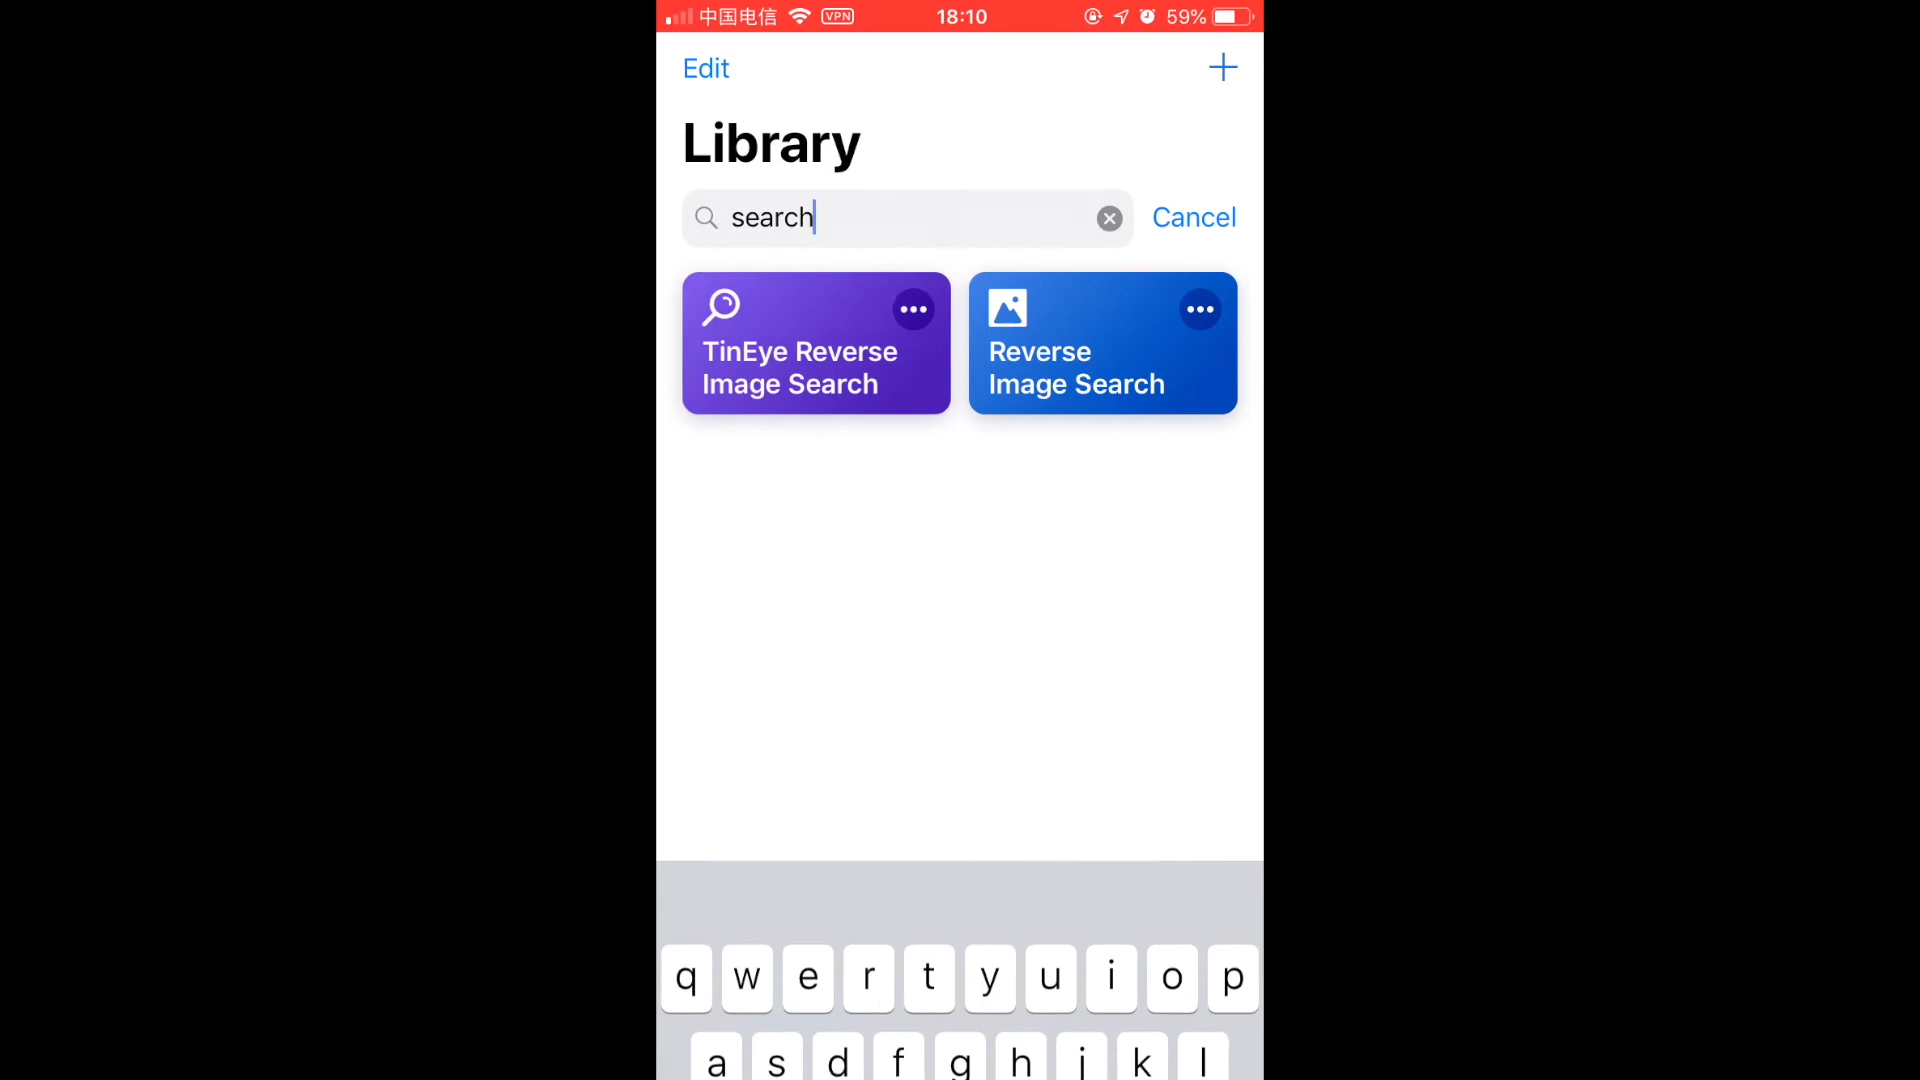 中国电信 VPN 18:10 59%
Edit
Library
search Cancel
TinEye Reverse
Image Search
Reverse
Image Search
q w e r t y u i o p
a s d f g h j k l